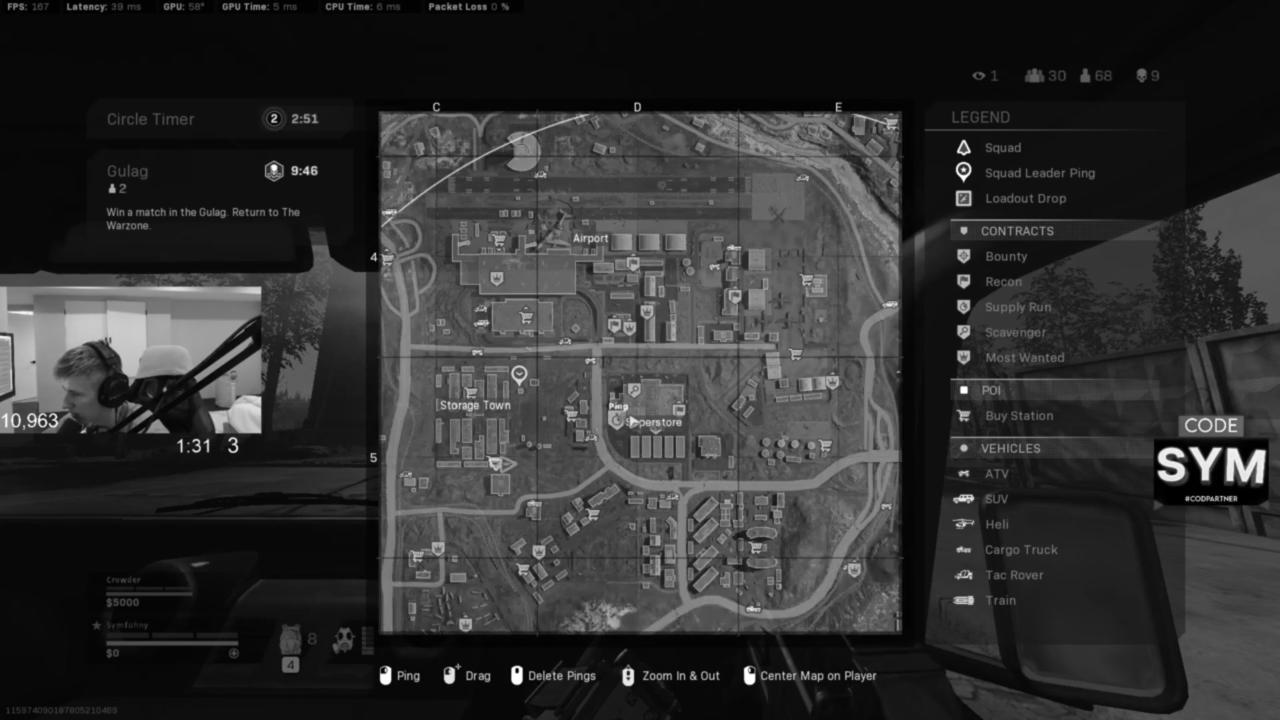 FPS: 167 Latency: 39 ms GPU: 58° GPU Time: 5 ms CPU Time: 6 ms Packet Loss 0 %
1 30 68 9
Circle Timer 2 2:51
Gulag 9:46
2
Win a match in the Gulag. Return to The
Warzone.
C D E
4
5
Airport
Storage Town
Ping
Superstore
LEGEND
Squad
Squad Leader Ping
Loadout Drop
CONTRACTS
Bounty
Recon
Supply Run
Scavenger
Most Wanted
POI
Buy Station
VEHICLES
ATV
SUV
Heli
Cargo Truck
Tac Rover
Train
10,963
1:31 3
CODE
SYM
#CODPARTNER
Crowder
$5000
Symfuhny
$0
8
4
Ping Drag Delete Pings Zoom In & Out Center Map on Player